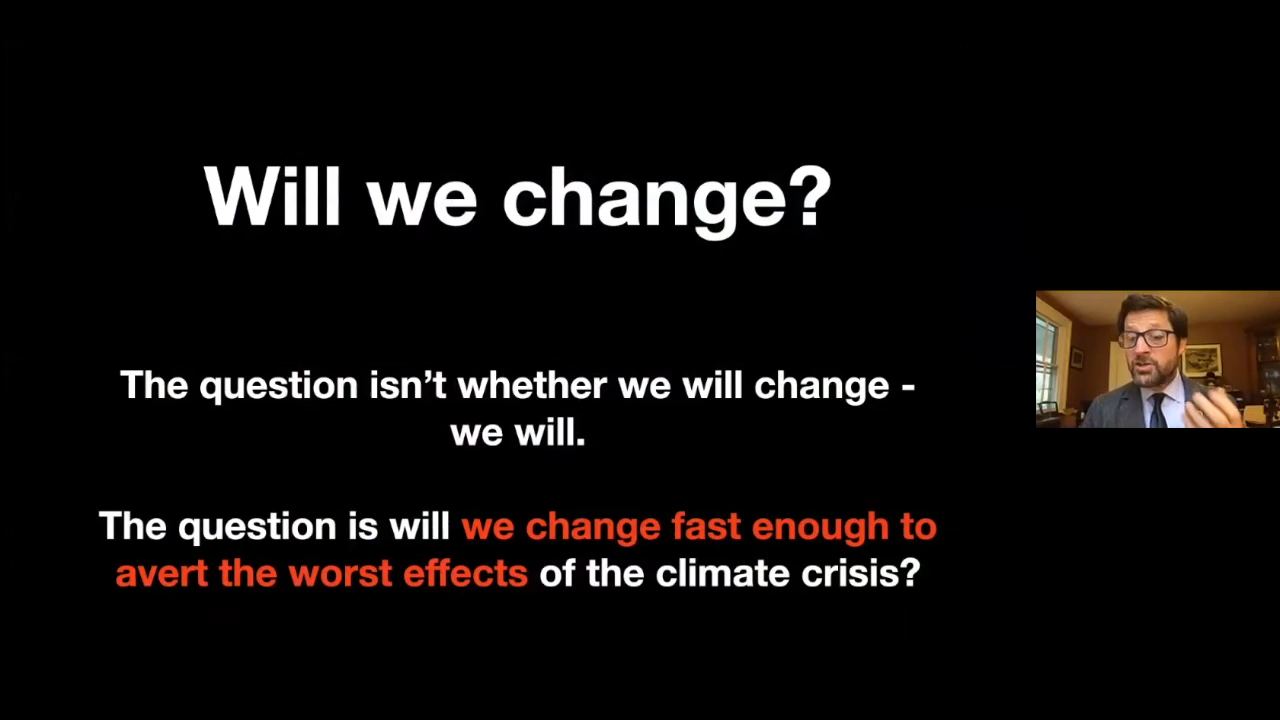 Will we change?
The question isn’t whether we will change -
we will.
The question is will we change fast enough to
avert the worst effects of the climate crisis?